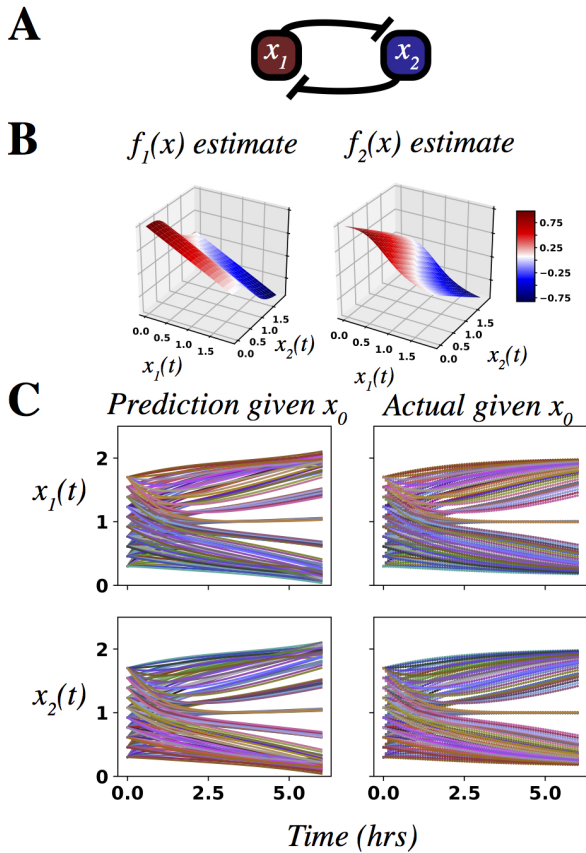 A
x1 x2
B
f1(x) estimate f2(x) estimate
0.75
0.25
−0.25
−0.75
0.0 0.5 1.0 1.5
0.0 0.5 1.0 1.5
x1(t) x2(t)
0.0 0.5 1.0 1.5
0.0 0.5 1.0 1.5
x1(t) x2(t)
C
Prediction given x0 Actual given x0
x1(t)
2
1
0
x2(t)
2
1
0
0.0 2.5 5.0 0.0 2.5 5.0
Time (hrs)